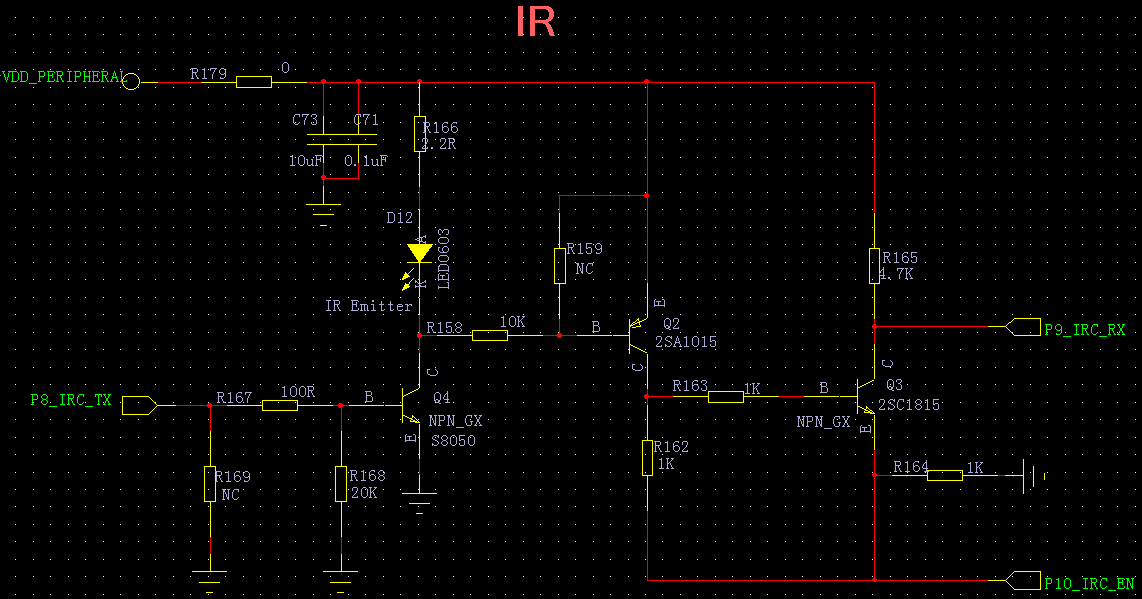 IR
VDD_PERIPHERAL
R179
0
C73
C71
10uF
0.1uF
R166
2.2R
D12
A
K
LED0603
IR Emitter
R159
NC
R158
10K
B
E
C
Q2
2SA1015
R165
4.7K
P9_IRC_RX
P8_IRC_TX
R167
100R
B
C
E
Q4
NPN_GX
S8050
R163
1K
B
C
E
Q3
2SC1815
NPN_GX
R169
NC
R168
20K
R162
1K
R164
1K
P10_IRC_EN